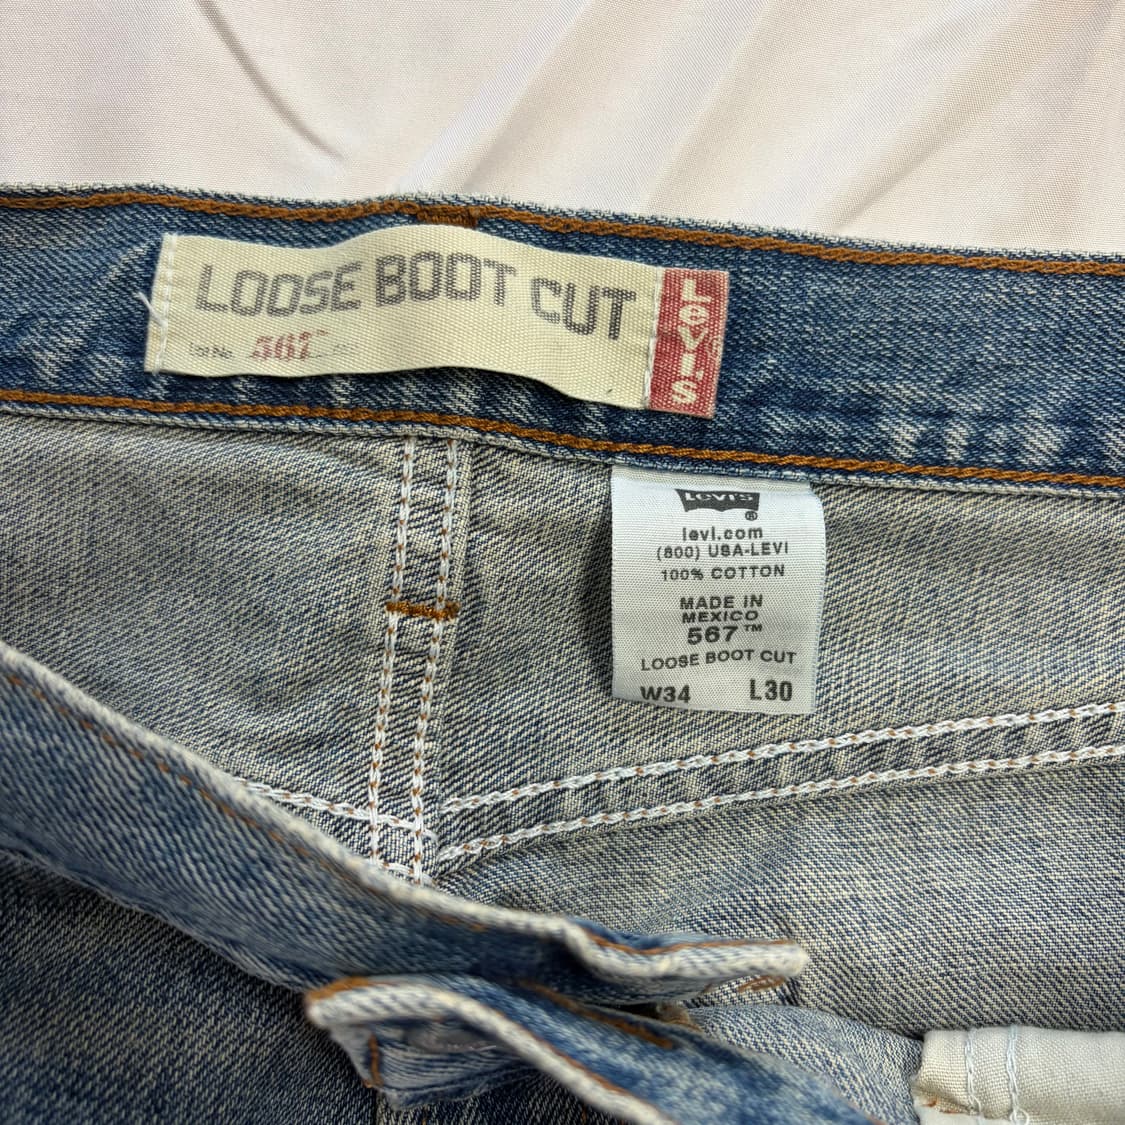 LOOSE BOOT CUT
Lot No. 567™
Levi's
LEVI'S
®
levi.com
(800) USA-LEVI
100% COTTON
MADE IN
MEXICO
567™
LOOSE BOOT CUT
W34 L30